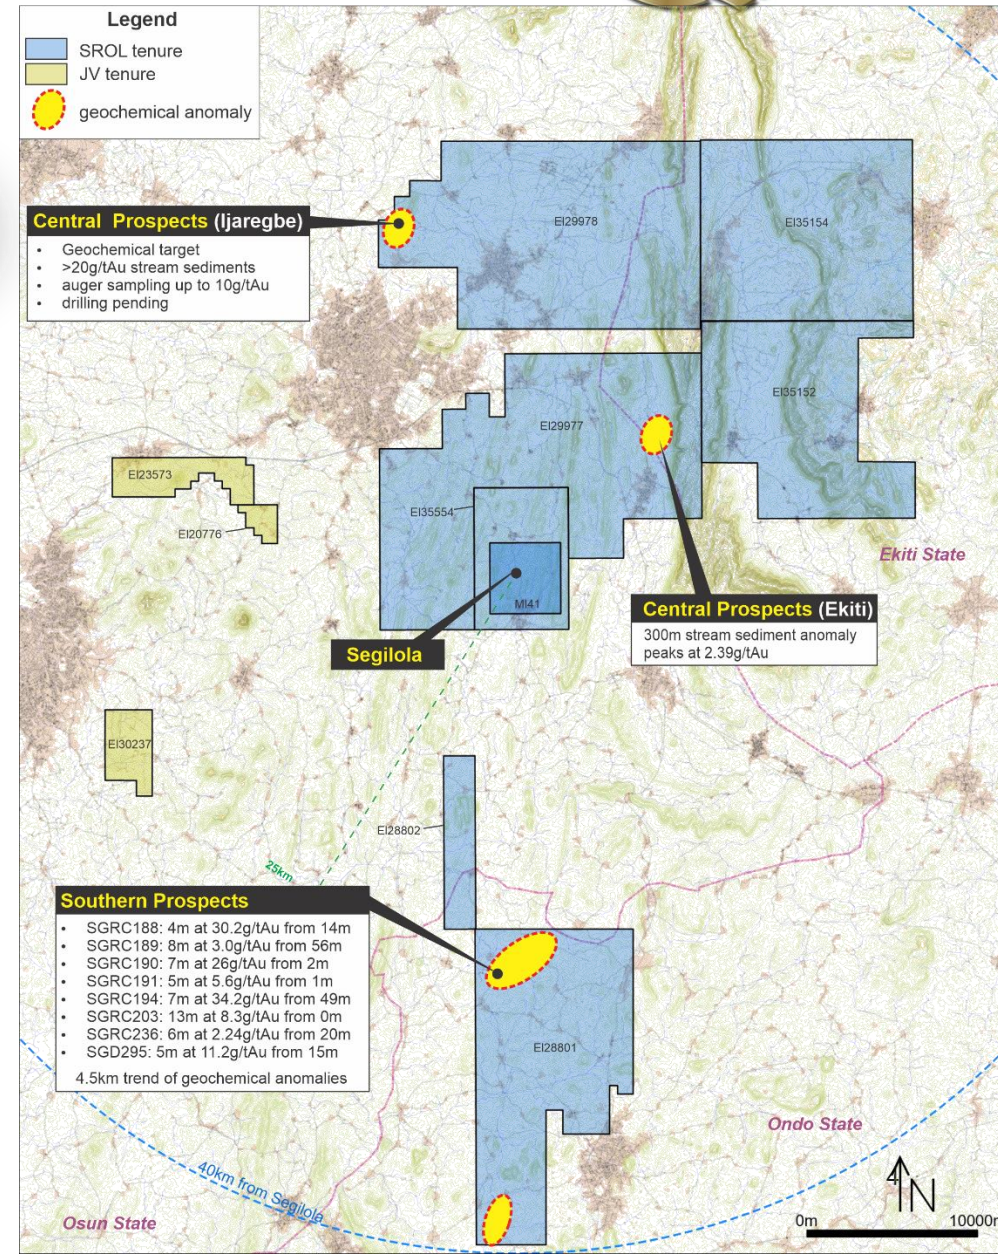 Legend
SROL tenure
JV tenure
geochemical anomaly
Central Prospects (Ijaregbe)
• Geochemical target
• >20g/tAu stream sediments
• auger sampling up to 10g/tAu
• drilling pending
EI29978
EI35154
EI35152
EI29977
EI23573
EI20776
EI35554
MI41
Ekiti State
Central Prospects (Ekiti)
300m stream sediment anomaly
peaks at 2.39g/tAu
Segilola
EI30237
EI28802
25km
Southern Prospects
• SGRC188: 4m at 30.2g/tAu from 14m
• SGRC189: 8m at 3.0g/tAu from 56m
• SGRC190: 7m at 26g/tAu from 2m
• SGRC191: 5m at 5.6g/tAu from 1m
• SGRC194: 7m at 34.2g/tAu from 49m
• SGRC203: 13m at 8.3g/tAu from 0m
• SGRC236: 6m at 2.24g/tAu from 20m
• SGD295: 5m at 11.2g/tAu from 15m
4.5km trend of geochemical anomalies
EI28801
Ondo State
40km from Segilola
Osun State
4
N
0m 10000m